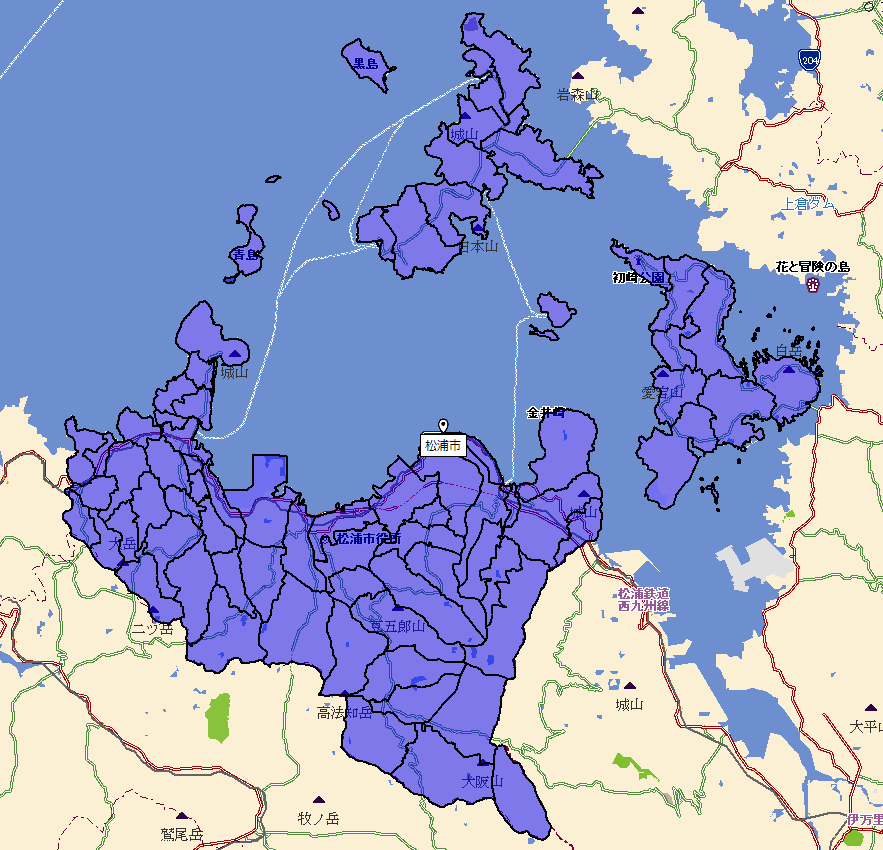 204
黒島
岩森山
城山
上倉ダム
日本山
青島
花と冒険の島
初崎公園
白岳
城山
愛宕山
金井崎
松浦市
城山
松浦市役所
大岳
松浦鉄道
西九州線
二ツ岳
高法知岳
城山
大平山
大阪山
牧ノ岳
鷲尾岳
伊万里